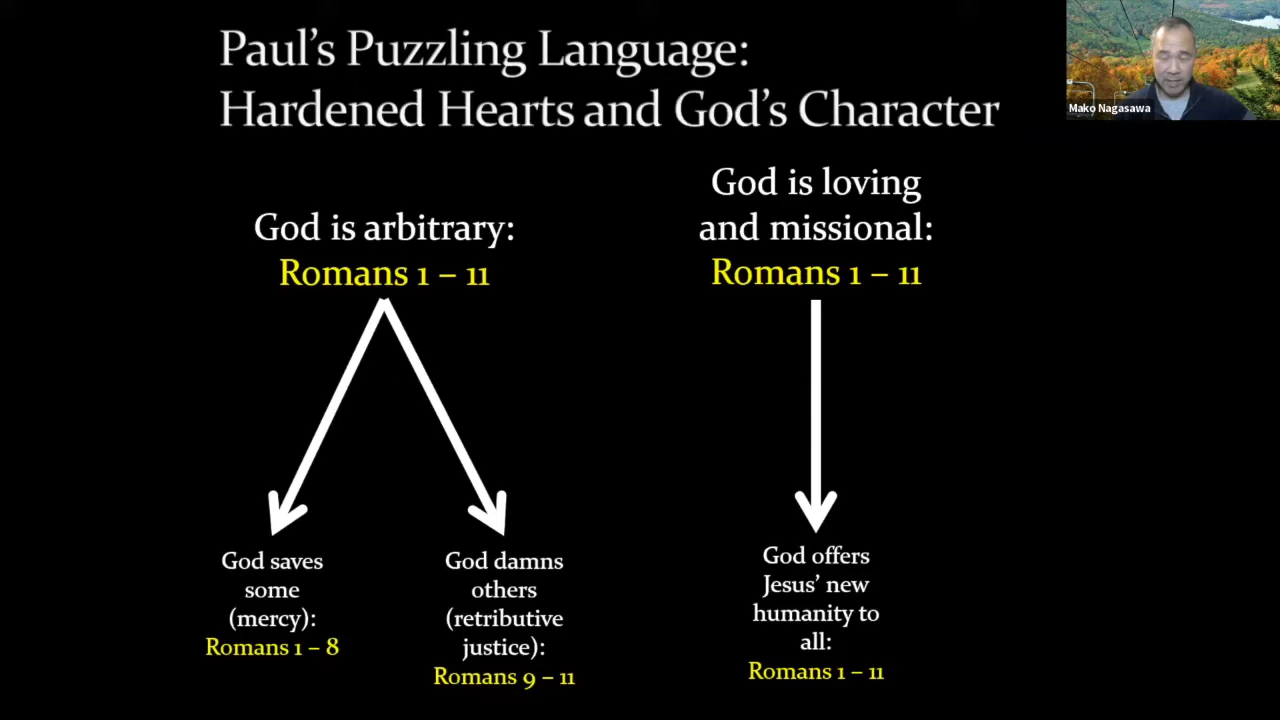 Paul's Puzzling Language:
Hardened Hearts and God's Character
Mako Nagasawa
God is arbitrary:
Romans 1 – 11
God is loving
and missional:
Romans 1 – 11
God saves
some
(mercy):
Romans 1 – 8
God damns
others
(retributive
justice):
Romans 9 – 11
God offers
Jesus' new
humanity to
all:
Romans 1 – 11